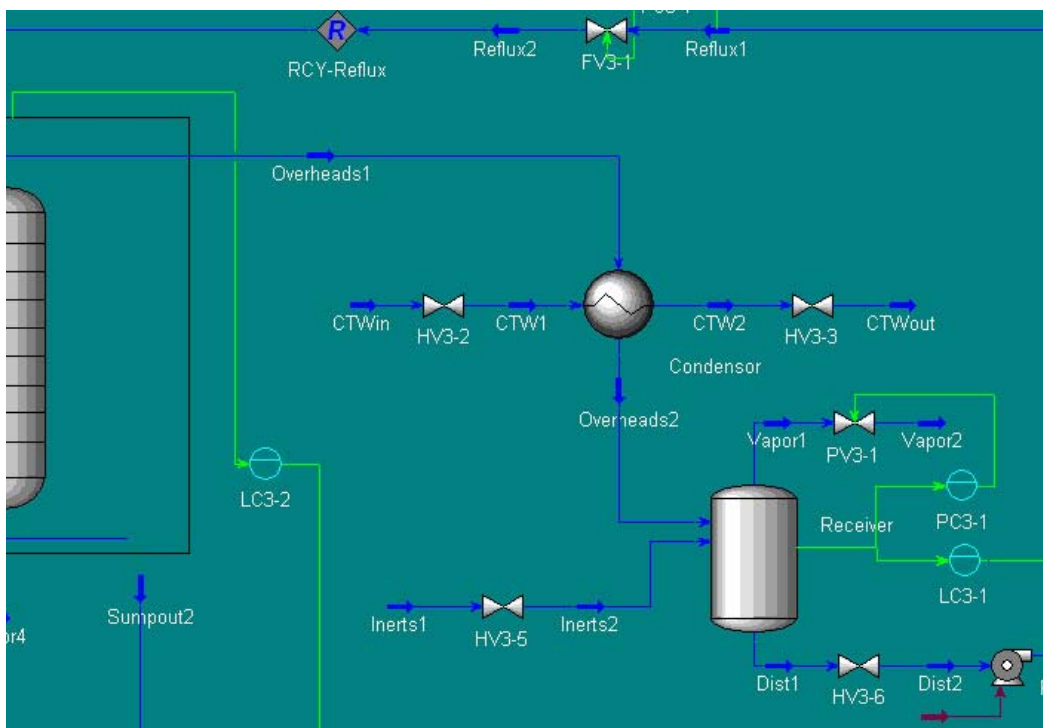 Reflux2
FV3-1
Reflux1
R
RCY-Reflux
Overheads1
CTWin
HV3-2
CTW1
CTW2
HV3-3
CTWout
Condensor
Overheads2
Vapor1
PV3-1
Vapor2
LC3-2
Receiver
PC3-1
LC3-1
Inerts1
HV3-5
Inerts2
Sumpout2
Dist1
HV3-6
Dist2